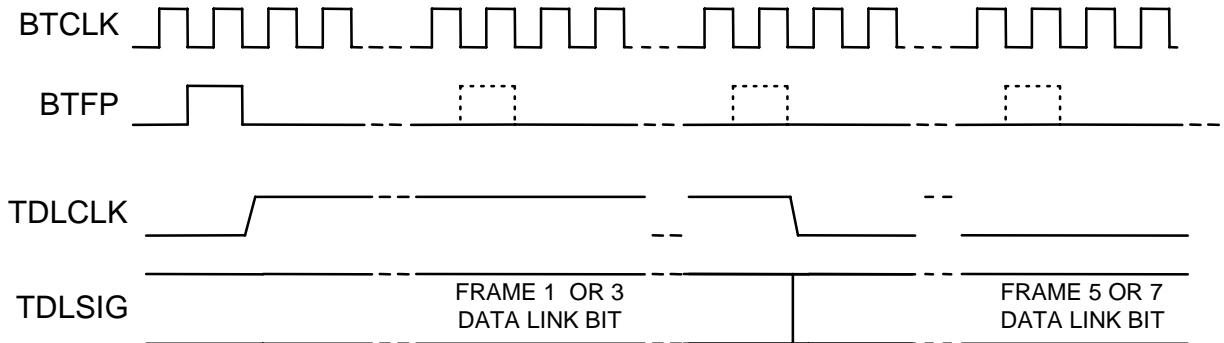 BTCLK
BTFP
TDLCLK
TDLSIG
FRAME 1 OR 3
DATA LINK BIT
FRAME 5 OR 7
DATA LINK BIT